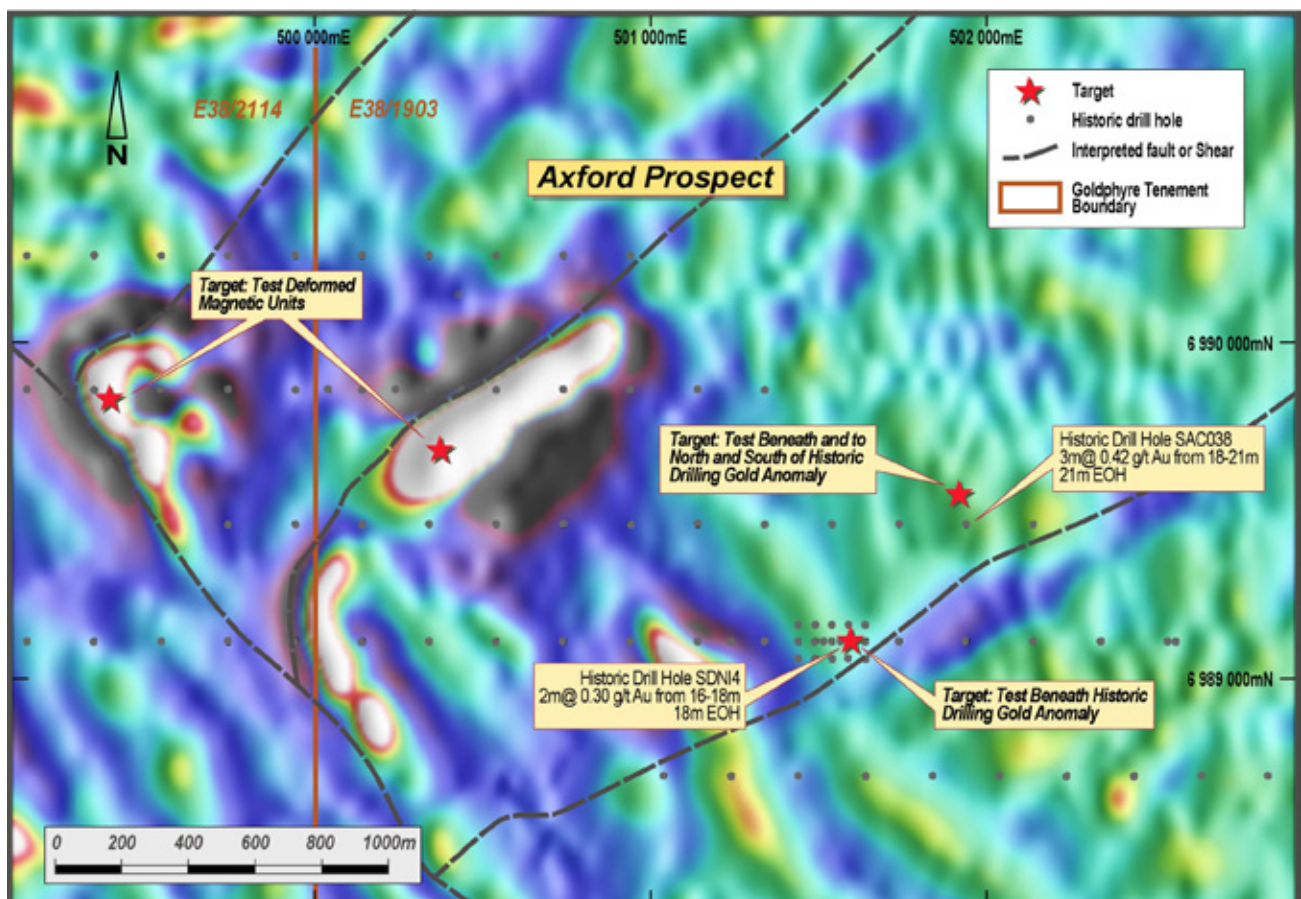 500 000mE
501 000mE
502 000mE
E38/2114
E38/1903
N
Axford Prospect
Target
Historic drill hole
Interpreted fault or Shear
Goldphyre Tenement
Boundary
Target: Test Deformed
Magnetic Units
6 990 000mN
Target: Test Beneath and to
North and South of Historic
Drilling Gold Anomaly
Historic Drill Hole SAC038
3m@ 0.42 g/t Au from 18-21m
21m EOH
Historic Drill Hole SDNI4
2m@ 0.30 g/t Au from 16-18m
18m EOH
Target: Test Beneath Historic
Drilling Gold Anomaly
6 989 000mN
0 200 400 600 800 1000m